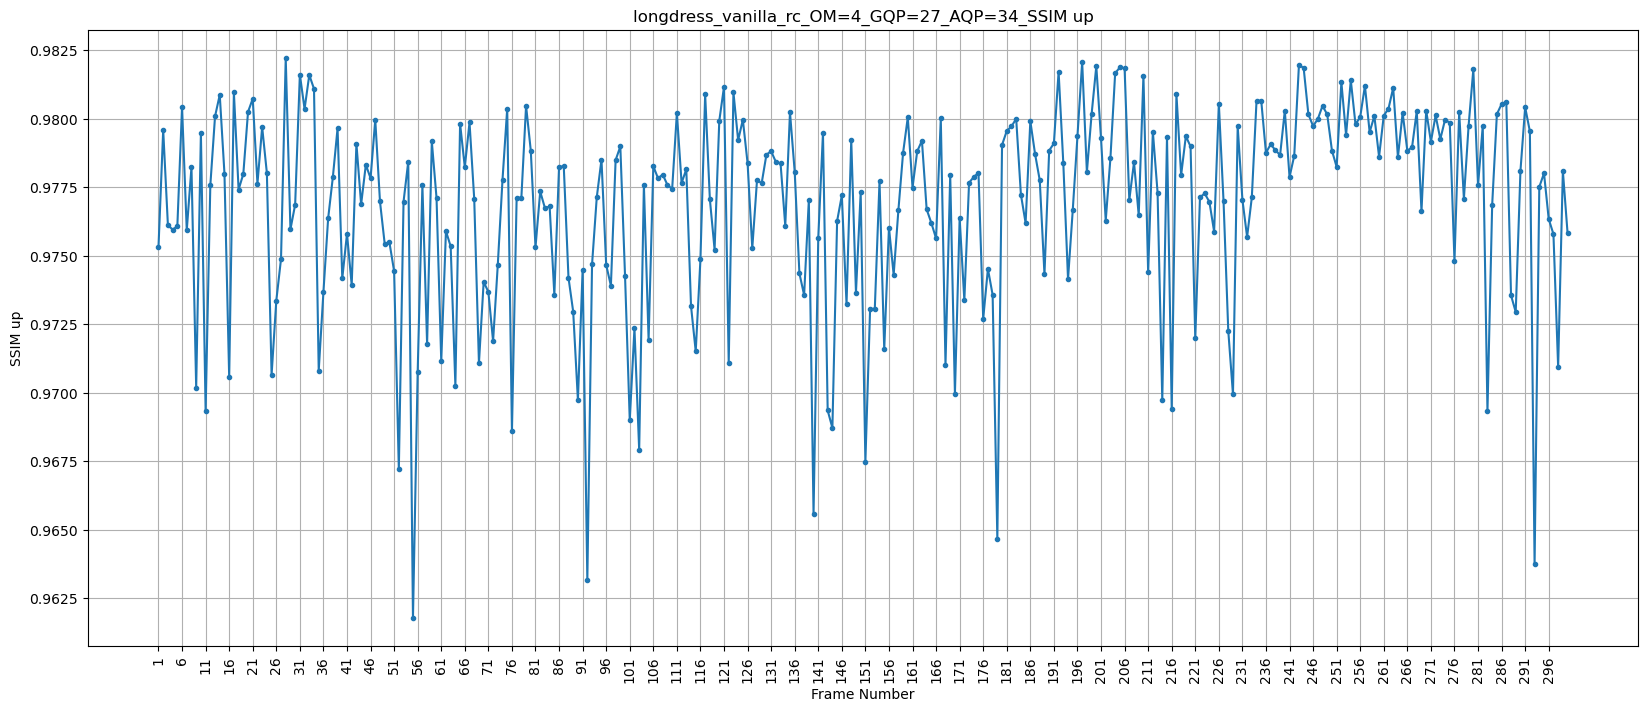 longdress_vanilla_rc_OM=4_GQP=27_AQP=34_SSIM up
SSIM up
0.9825
0.9800
0.9775
0.9750
0.9725
0.9700
0.9675
0.9650
0.9625
1 6 11 16 21 26 31 36 41 46 51 56 61 66 71 76 81 86 91 96 101 106 111 116 121 126 131 136 141 146 151 156 161 166 171 176 181 186 191 196 201 206 211 216 221 226 231 236 241 246 251 256 261 266 271 276 281 286 291 296
Frame Number